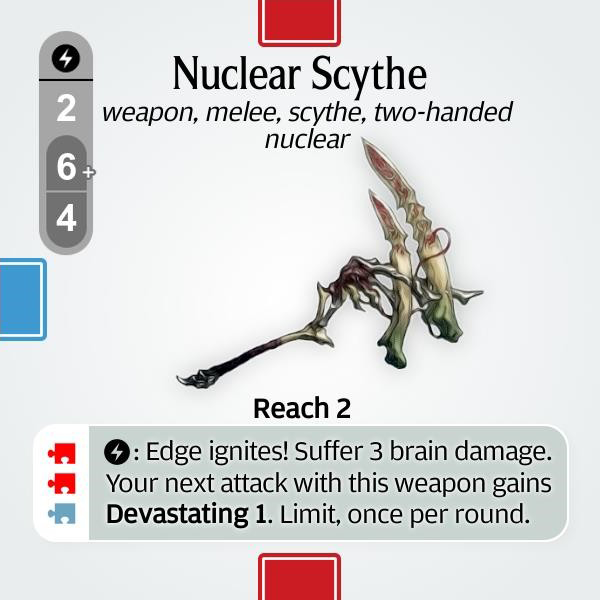 Nuclear Scythe
weapon, melee, scythe, two-handed
nuclear
2
6+
4
Reach 2
: Edge ignites! Suffer 3 brain damage.
Your next attack with this weapon gains
Devastating 1. Limit, once per round.